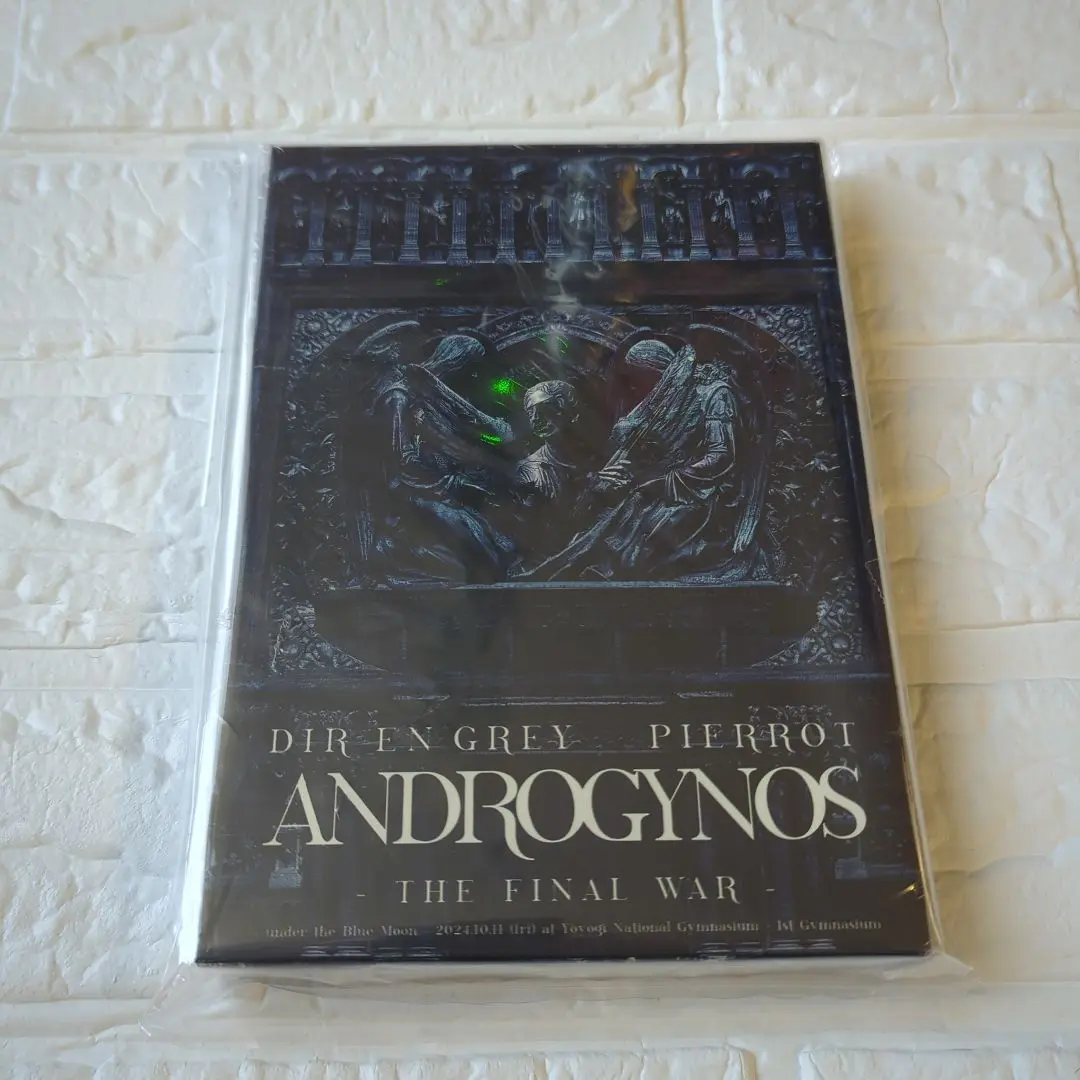 DIR EN GREY PIERROT
ANDROGYNOS
- THE FINAL WAR -
under the Blue Moon 2024.10.11 (fri) at Yoyogi National Gymnasium - 1st Gymnasium